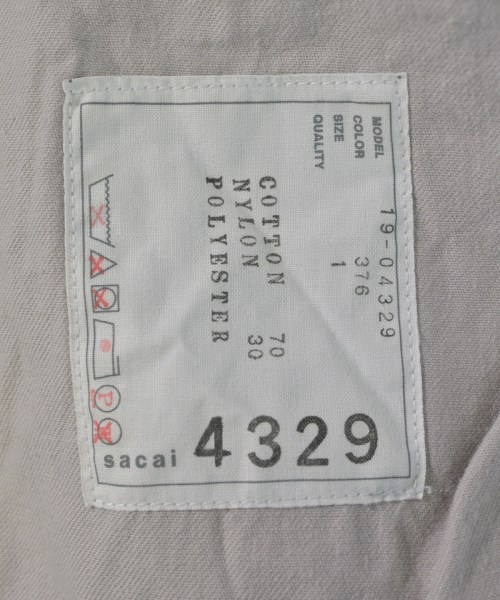 MODEL 19-04329
COLOR 376
SIZE 1
QUALITY
COTTON 70
NYLON 30
POLYESTER
P
W
sacai 4329